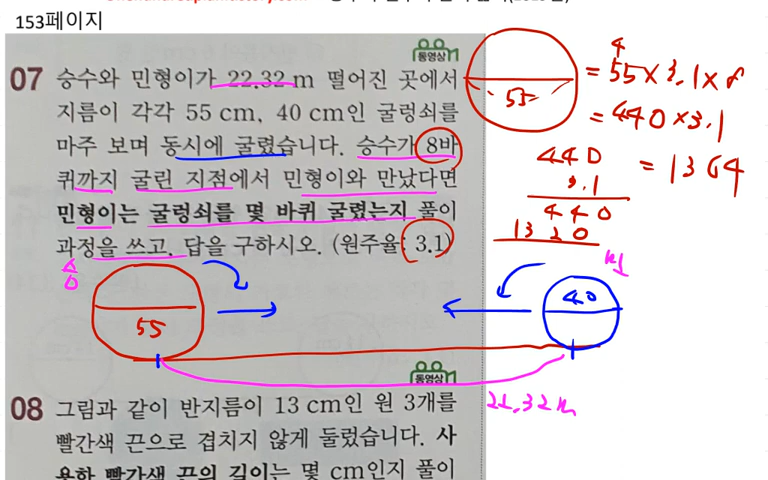 153페이지
동영상
07 승수와 민형이가 22.32 m 떨어진 곳에서
지름이 각각 55 cm, 40 cm인 굴렁쇠를
마주 보며 동시에 굴렸습니다. 승수가 8바
퀴까지 굴린 지점에서 민형이와 만났다면
민형이는 굴렁쇠를 몇 바퀴 굴렸는지 풀이
과정을 쓰고, 답을 구하시오. (원주율: 3.1)
55
= 55 × 3.1 × 8
4
= 440 × 3.1
= 1364
440
3.1
440
1320
55
40
22.32m
동영상
08 그림과 같이 반지름이 13 cm인 원 3개를
빨간색 끈으로 겹치지 않게 둘렀습니다. 사
용한 빨간색 끈의 길이는 몇 cm인지 풀이